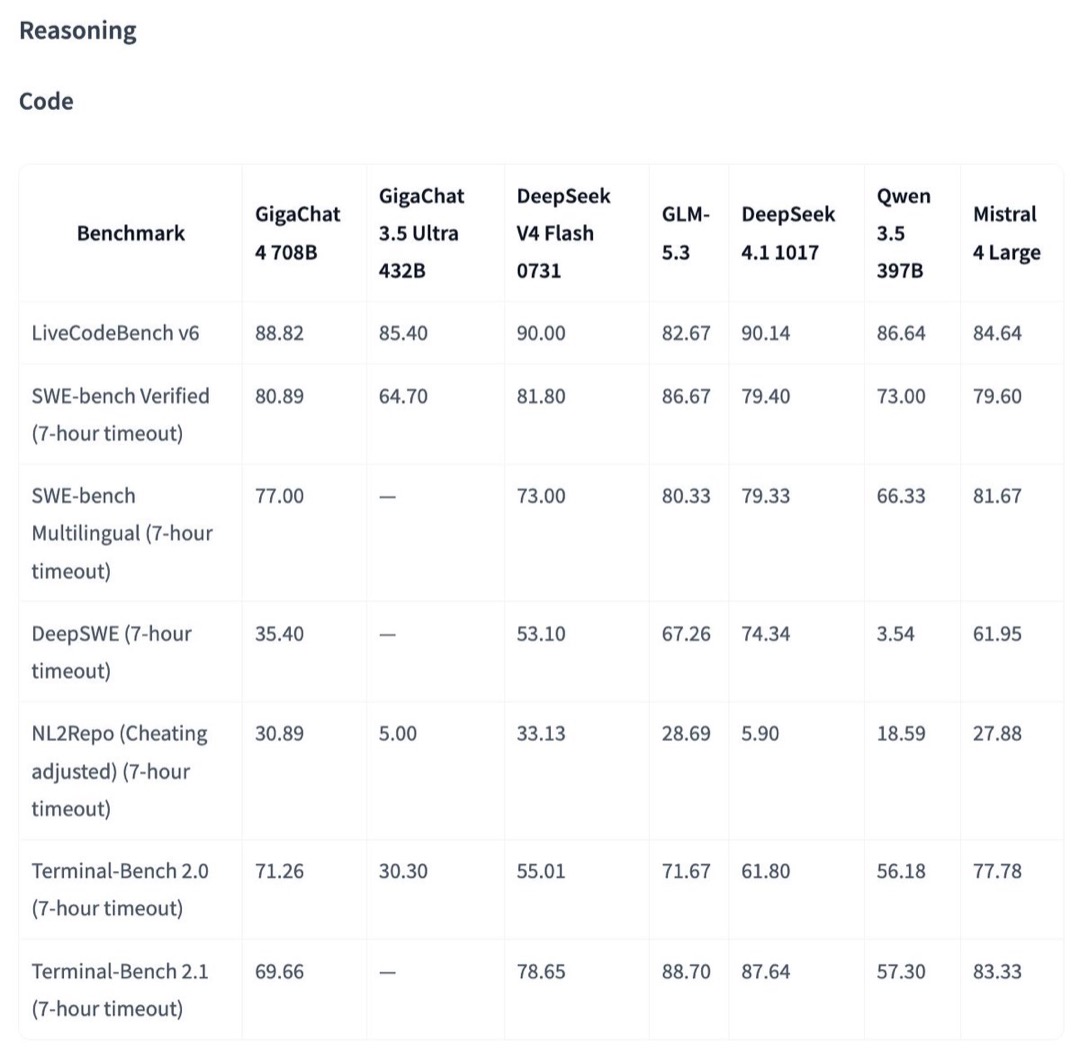 Reasoning
Code
Benchmark
GigaChat
4 708B
GigaChat
3.5 Ultra
432B
DeepSeek
V4 Flash
0731
GLM-
5.3
DeepSeek
4.1 1017
Qwen
3.5
397B
Mistral
4 Large
LiveCodeBench v6 88.82 85.40 90.00 82.67 90.14 86.64 84.64
SWE-bench Verified 80.89 64.70 81.80 86.67 79.40 73.00 79.60
(7-hour timeout)
SWE-bench 77.00 — 73.00 80.33 79.33 66.33 81.67
Multilingual (7-hour
timeout)
DeepSWE (7-hour 35.40 — 53.10 67.26 74.34 3.54 61.95
timeout)
NL2Repo (Cheating 30.89 5.00 33.13 28.69 5.90 18.59 27.88
adjusted) (7-hour
timeout)
Terminal-Bench 2.0 71.26 30.30 55.01 71.67 61.80 56.18 77.78
(7-hour timeout)
Terminal-Bench 2.1 69.66 — 78.65 88.70 87.64 57.30 83.33
(7-hour timeout)